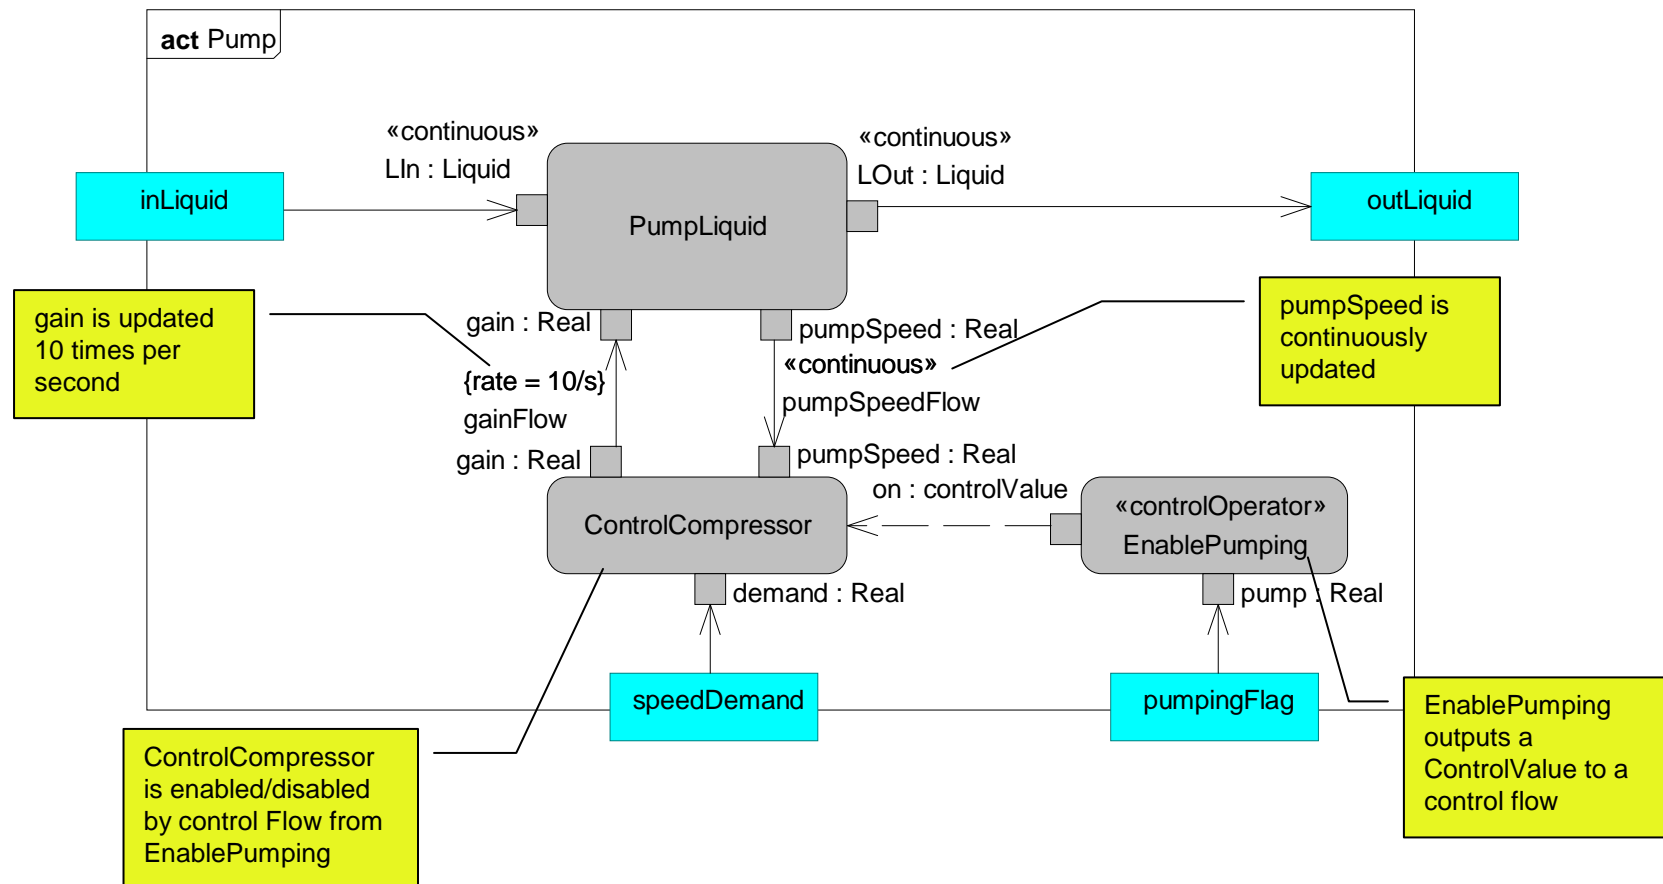 act Pump
«continuous»
LIn : Liquid
«continuous»
LOut : Liquid
inLiquid
PumpLiquid
outLiquid
gain is updated
10 times per
second
gain : Real
pumpSpeed : Real
«continuous»
pumpSpeedFlow
pumpSpeed is
continuously
updated
{rate = 10/s}
gainFlow
gain : Real
pumpSpeed : Real
on : controlValue
ControlCompressor
«controlOperator»
EnablePumping
demand : Real
pump : Real
speedDemand
pumpingFlag
ControlCompressor
is enabled/disabled
by control Flow from
EnablePumping
EnablePumping
outputs a
ControlValue to a
control flow